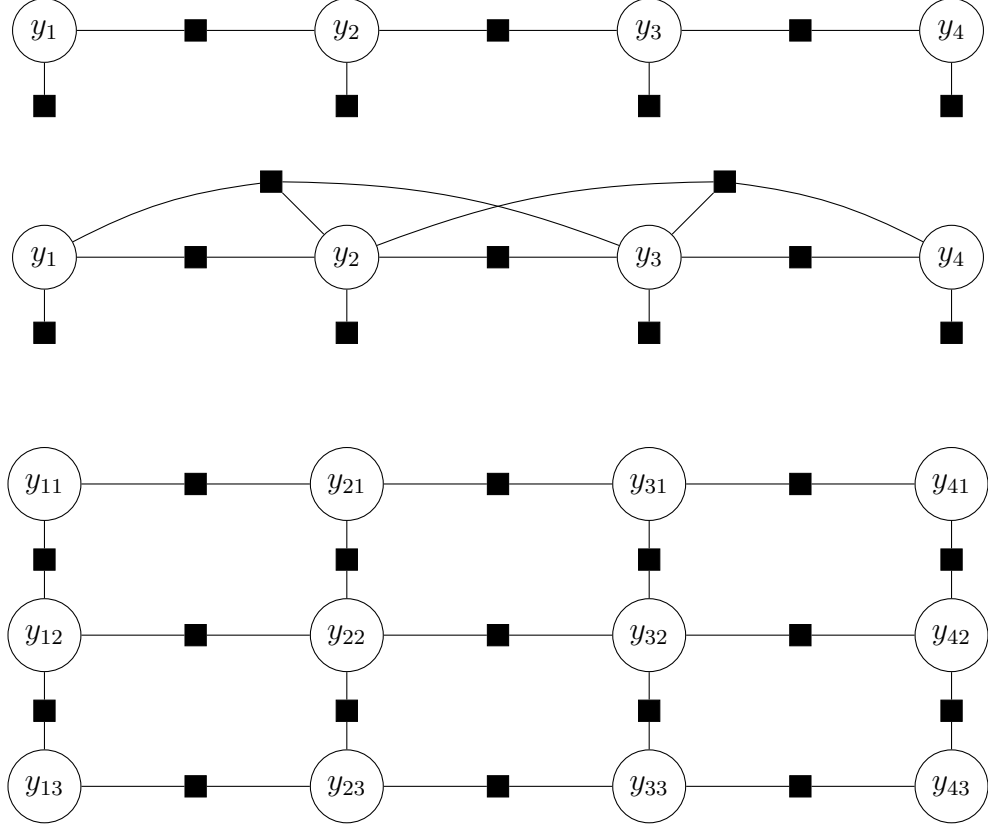 y₁ y₂ y₃ y₄
y₁ y₂ y₃ y₄
y₁₁ y₂₁ y₃₁ y₄₁
y₁₂ y₂₂ y₃₂ y₄₂
y₁₃ y₂₃ y₃₃ y₄₃